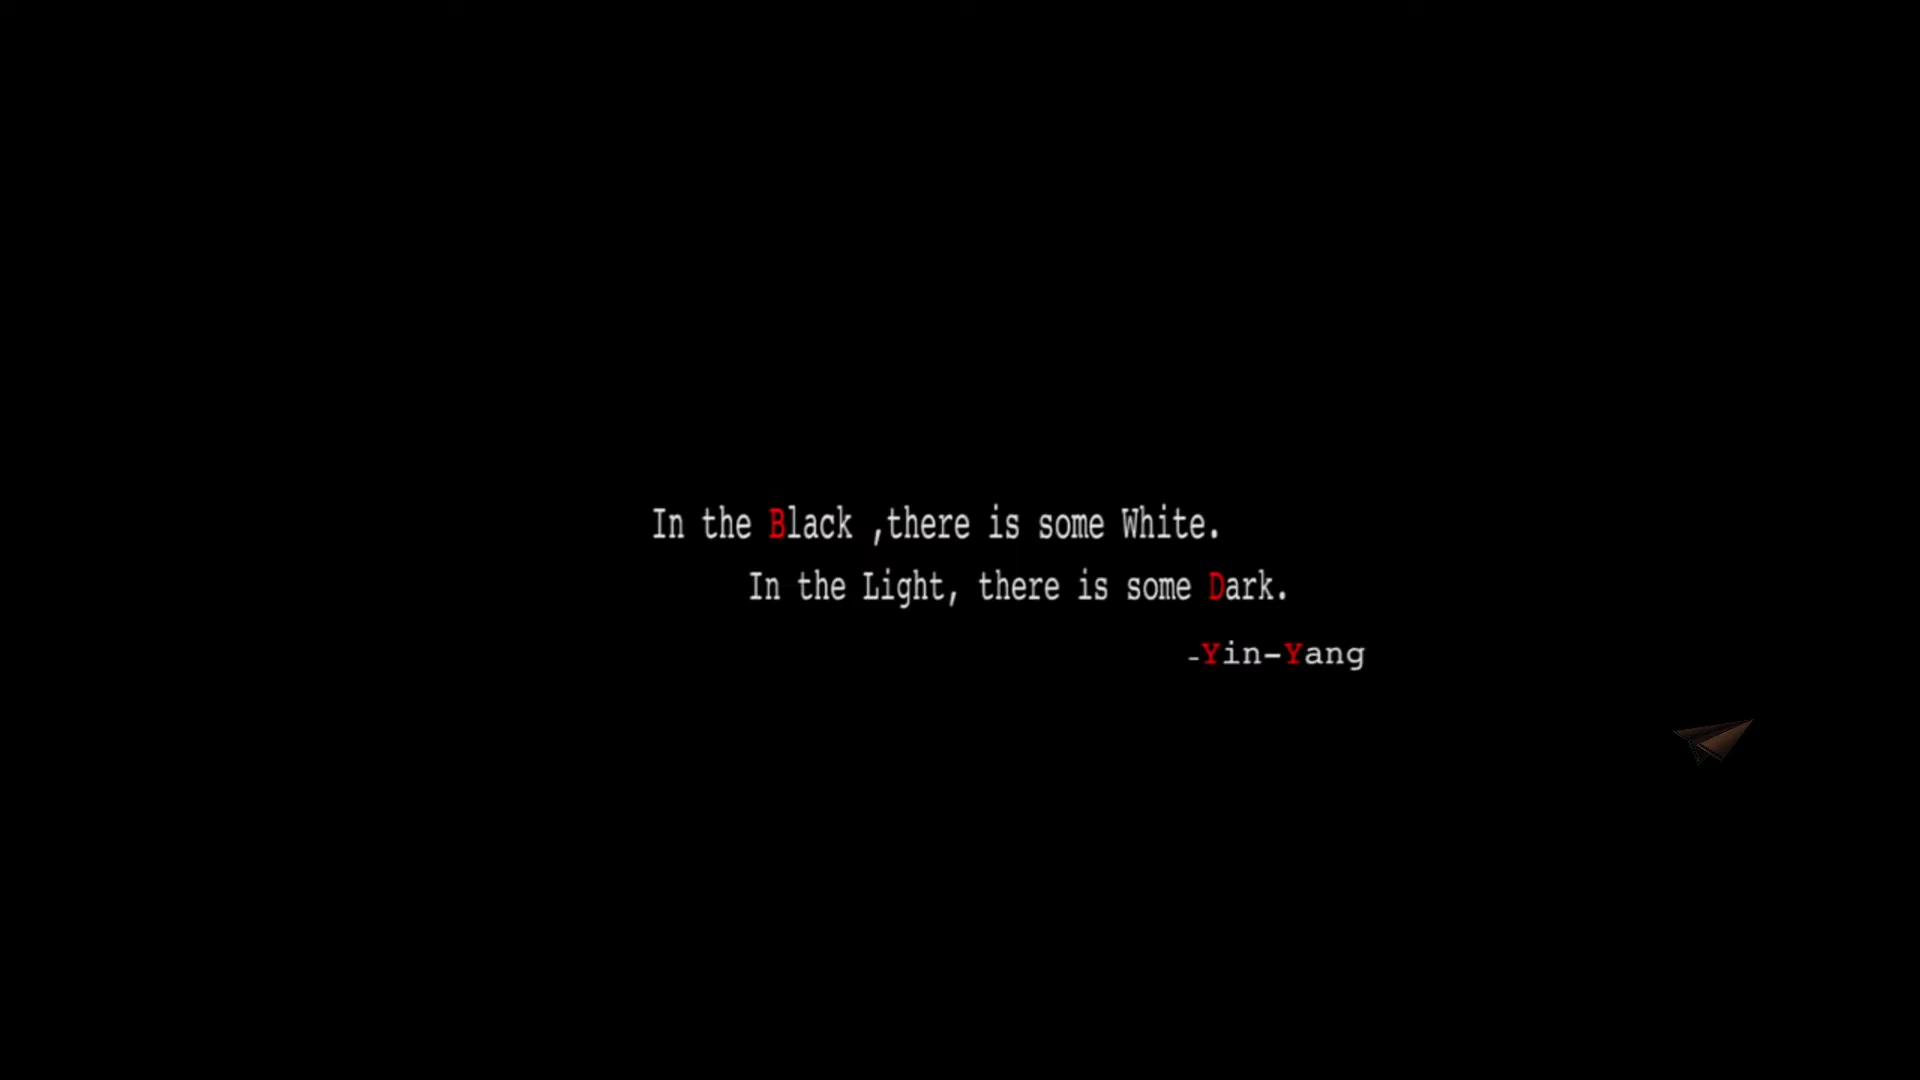 In the Black ,there is some White.
In the Light, there is some Dark.
-Yin-Yang